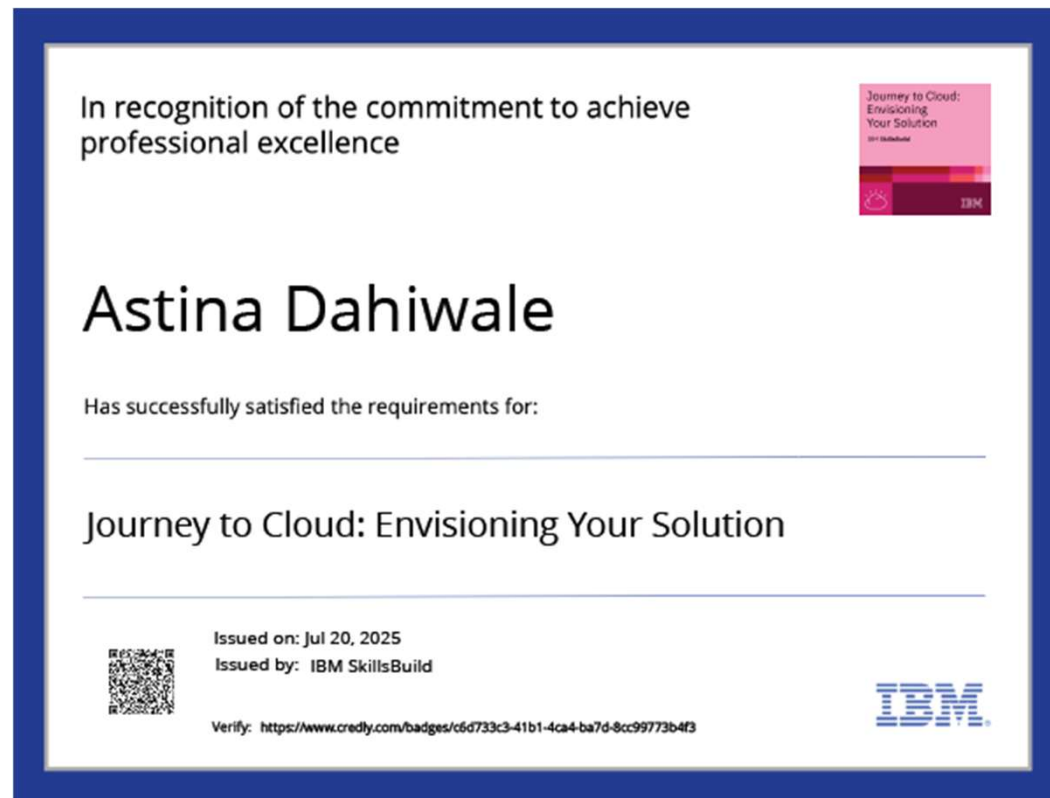 In recognition of the commitment to achieve
professional excellence
Journey to Cloud:
Envisioning
Your Solution
IBM SkillsBuild
IBM
Astina Dahiwale
Has successfully satisfied the requirements for:
Journey to Cloud: Envisioning Your Solution
Issued on: Jul 20, 2025
Issued by: IBM SkillsBuild
Verify: https://www.credly.com/badges/c6d733c3-41b1-4ca4-ba7d-8cc99773b4f3
IBM.